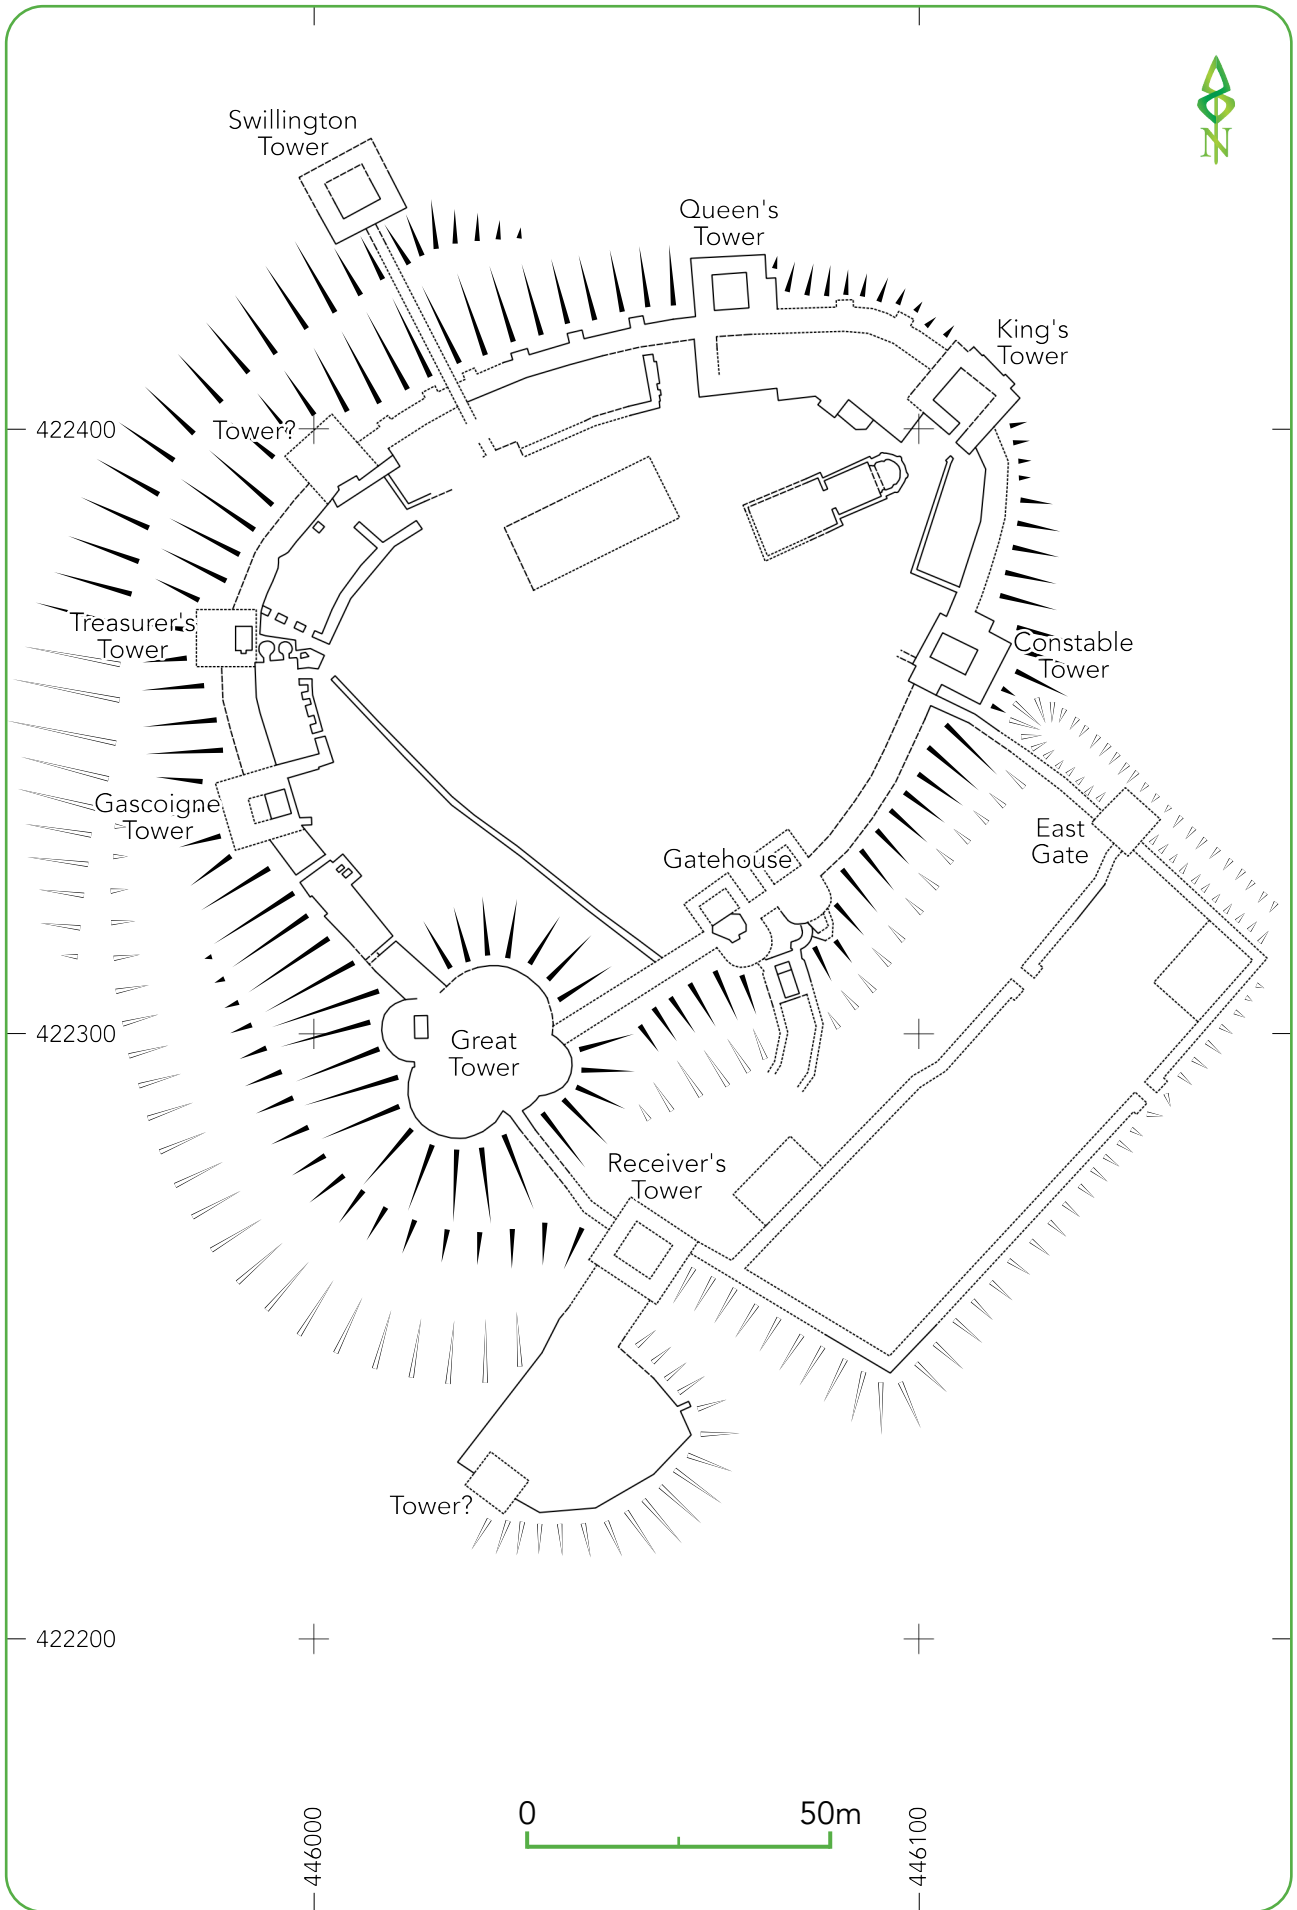 N
Swillington
Tower
Queen's
Tower
King's
Tower
422400
Tower?
Treasurer's
Tower
Constable
Tower
Gascoigne
Tower
East
Gate
Gatehouse
422300
Great
Tower
Receiver's
Tower
Tower?
422200
0
50m
446000
446100